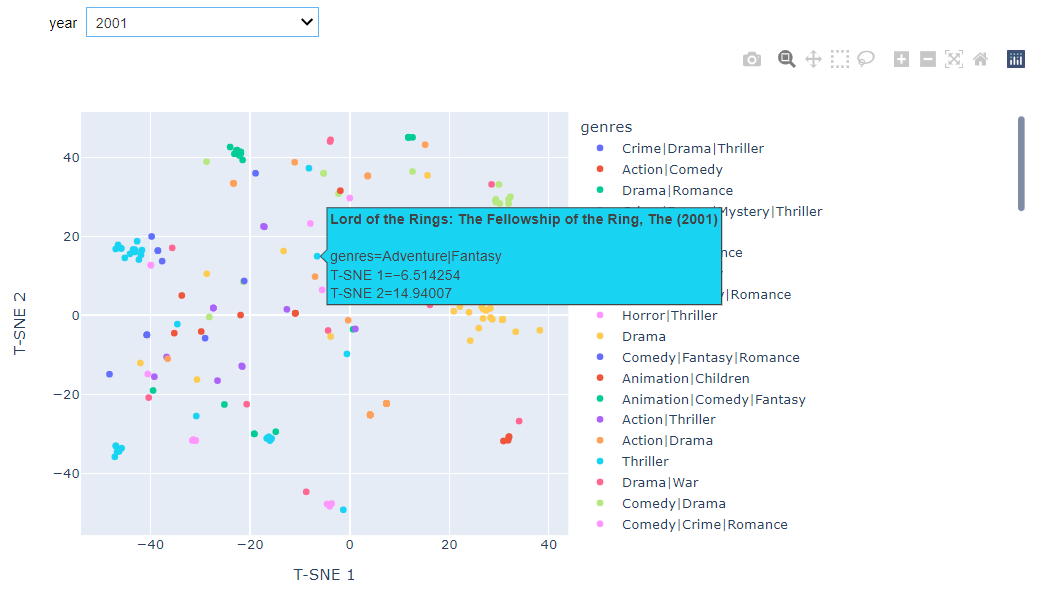 year
2001
genres
Crime|Drama|Thriller
Action|Comedy
Drama|Romance
Mystery|Thriller
Lord of the Rings: The Fellowship of the Ring, The (2001)
genres=Adventure|Fantasy
T-SNE 1=−6.514254
T-SNE 2=14.94007
|Romance
Horror|Thriller
Drama
Comedy|Fantasy|Romance
Animation|Children
Animation|Comedy|Fantasy
Action|Thriller
Action|Drama
Thriller
Drama|War
Comedy|Drama
Comedy|Crime|Romance
40
20
0
−20
−40
T-SNE 2
−40
−20
0
20
40
T-SNE 1